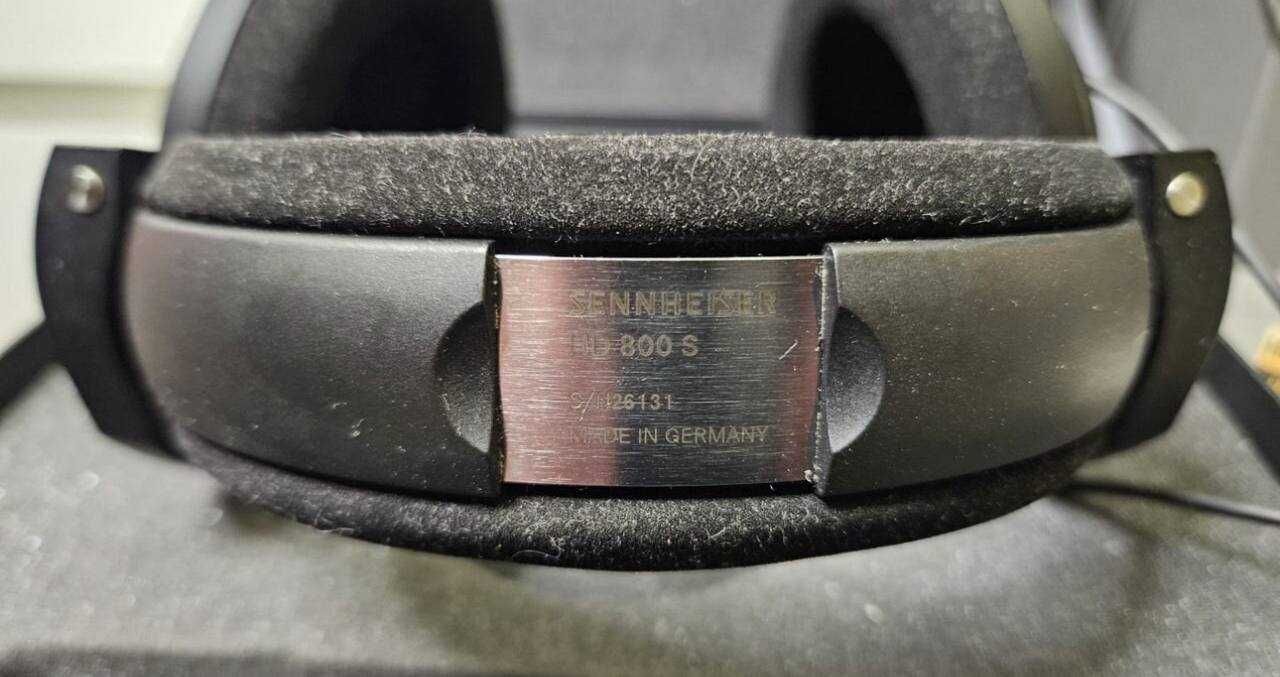 SENNHEISER
HD 800 S
S/N26131
MADE IN GERMANY